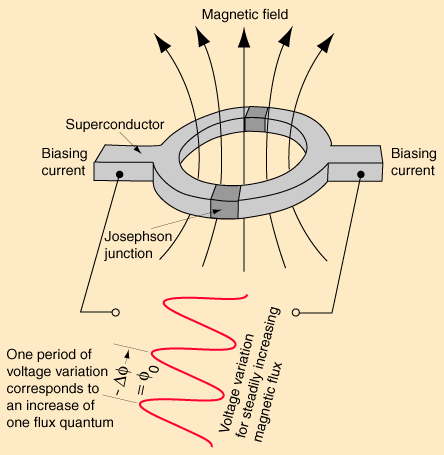 Magnetic field
Superconductor
Biasing
current
Biasing
current
Josephson
junction
One period of
voltage variation
corresponds to
an increase of
one flux quantum
-Δϕ
= ϕ0
Voltage variation
for steadily increasing
magnetic flux